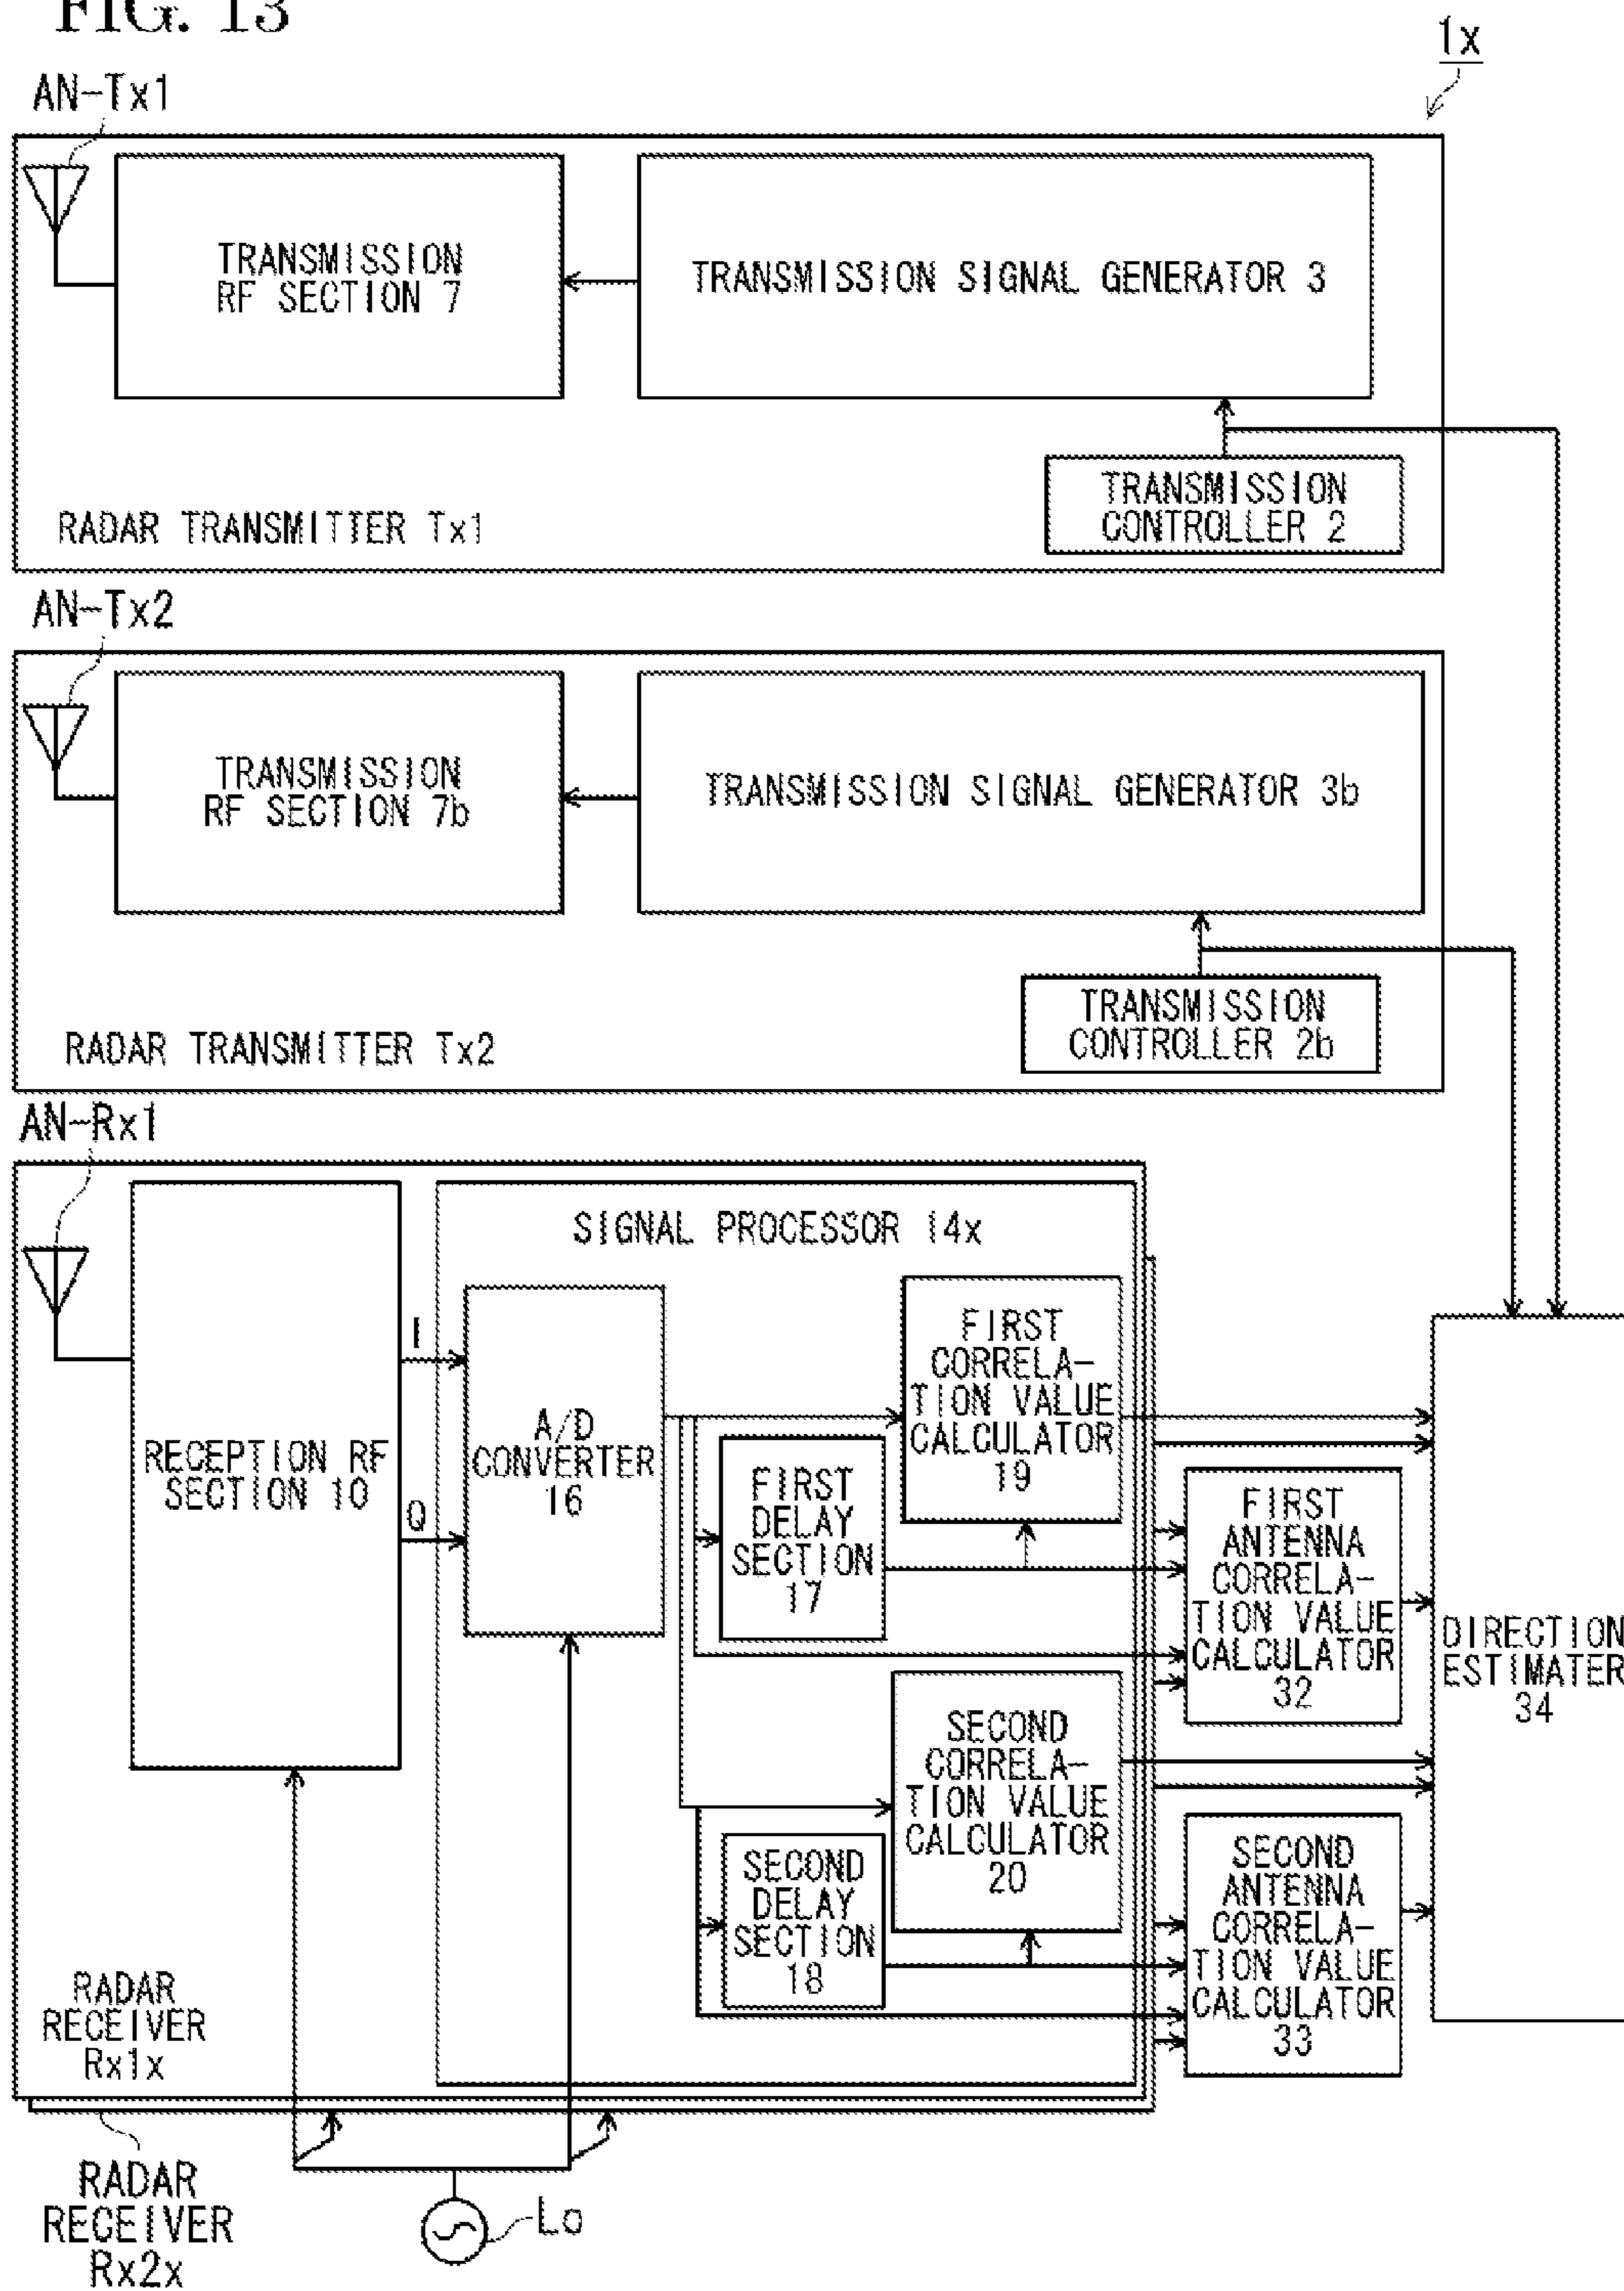 FIG. 13
1x
AN-Tx1
TRANSMISSION
RF SECTION 7
TRANSMISSION SIGNAL GENERATOR 3
TRANSMISSION
CONTROLLER 2
RADAR TRANSMITTER Tx1
AN-Tx2
TRANSMISSION
RF SECTION 7b
TRANSMISSION SIGNAL GENERATOR 3b
TRANSMISSION
CONTROLLER 2b
RADAR TRANSMITTER Tx2
AN-Rx1
SIGNAL PROCESSOR 14x
RECEPTION RF
SECTION 10
I
Q
A/D
CONVERTER
16
FIRST
CORRELA-
TION VALUE
CALCULATOR
19
FIRST
DELAY
SECTION
17
FIRST
ANTENNA
CORRELA-
TION VALUE
CALCULATOR
32
DIRECTION
ESTIMATER
34
SECOND
CORRELA-
TION VALUE
CALCULATOR
20
SECOND
DELAY
SECTION
18
SECOND
ANTENNA
CORRELA-
TION VALUE
CALCULATOR
33
RADAR
RECEIVER
Rx1x
RADAR
RECEIVER
Rx2x
Lo